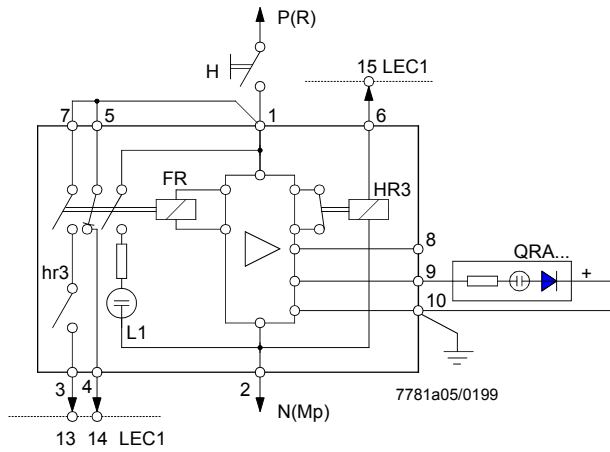 P(R)
H
15 LEC1
7
5
1
6
FR
HR3
8
QRA...
9
+
hr3
10
L1
3
4
2
7781a05/0199
N(Mp)
13
14
LEC1